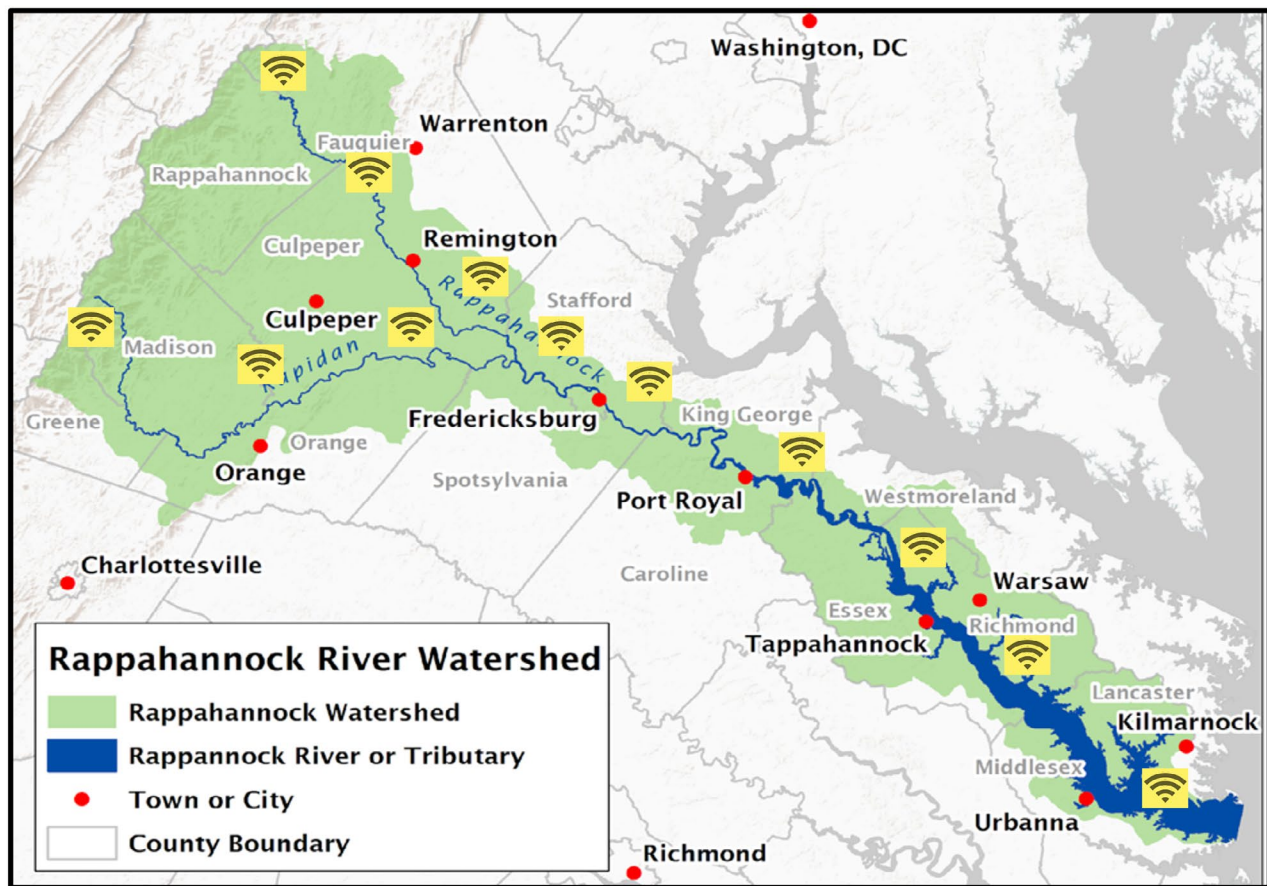 Washington, DC
Warrenton
Fauquier
Rappahannock
Culpeper
Remington
Rappahannock
Stafford
Culpeper
Madison
Rapidan
Fredericksburg
King George
Greene
Orange
Orange
Spotsylvania
Port Royal
Westmoreland
Charlottesville
Caroline
Warsaw
Essex
Richmond
Tappahannock
Lancaster
Kilmarnock
Middlesex
Urbanna
Richmond
Rappahannock River Watershed
Rappahannock Watershed
Rappannock River or Tributary
Town or City
County Boundary